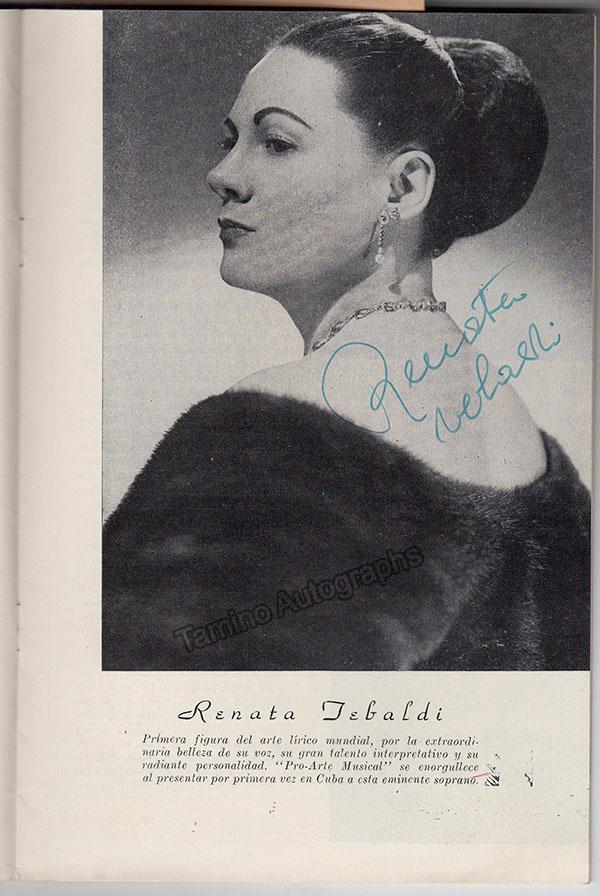 Renata
Tebaldi
Tamino Autographs
Renata Tebaldi
Primera figura del arte lírico mundial, por la extraordi-
naria belleza de su voz, su gran talento interpretativo y su
radiante personalidad. "Pro-Arte Musical" se enorgullece
al presentar por primera vez en Cuba a esta eminente soprano.